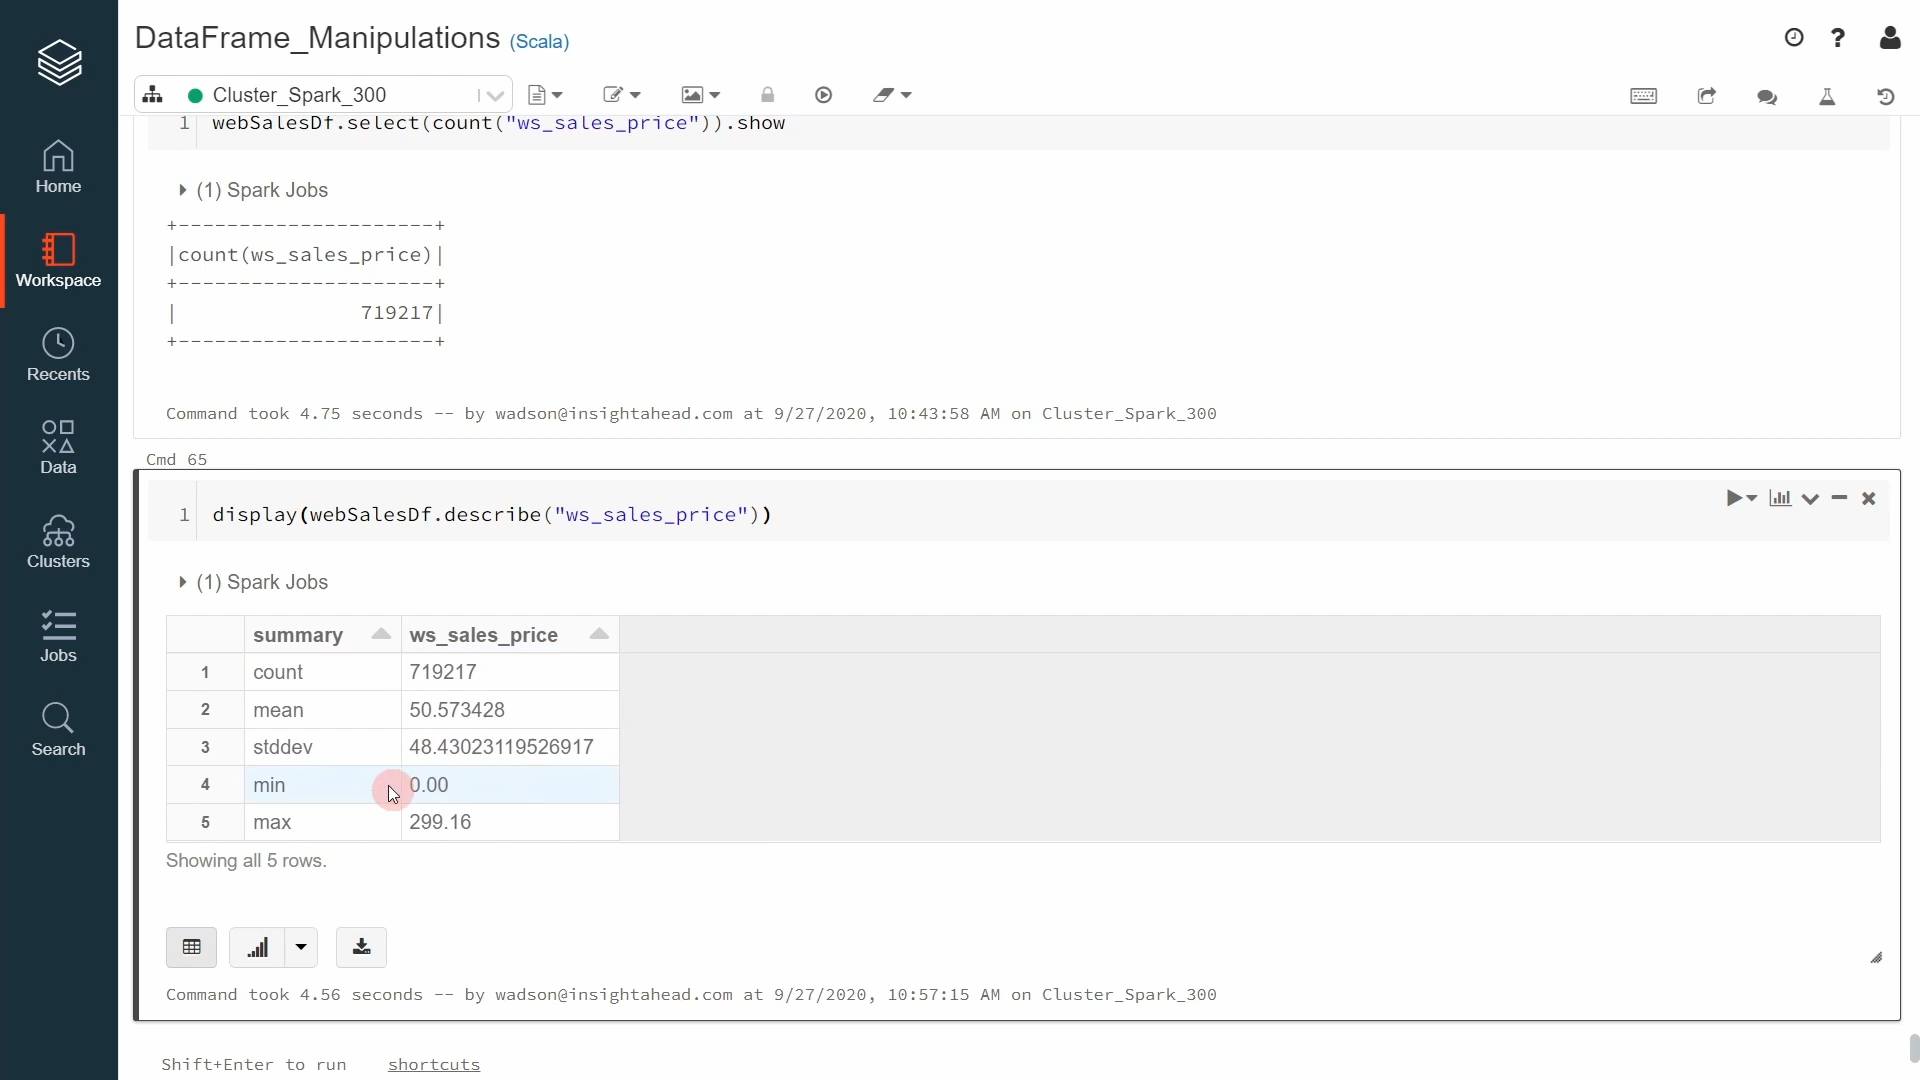 DataFrame_Manipulations (Scala)
Cluster_Spark_300
Home
Workspace
Recents
Data
Clusters
Jobs
Search
1 webSalesDf.select(count("ws_sales_price")).show
(1) Spark Jobs
+---------------------+
|count(ws_sales_price)|
+---------------------+
|               719217|
+---------------------+
Command took 4.75 seconds -- by wadson@insightahead.com at 9/27/2020, 10:43:58 AM on Cluster_Spark_300
Cmd 65
1 display(webSalesDf.describe("ws_sales_price"))
(1) Spark Jobs
summary ws_sales_price
1 count 719217
2 mean 50.573428
3 stddev 48.43023119526917
4 min 0.00
5 max 299.16
Showing all 5 rows.
Command took 4.56 seconds -- by wadson@insightahead.com at 9/27/2020, 10:57:15 AM on Cluster_Spark_300
Shift+Enter to run shortcuts